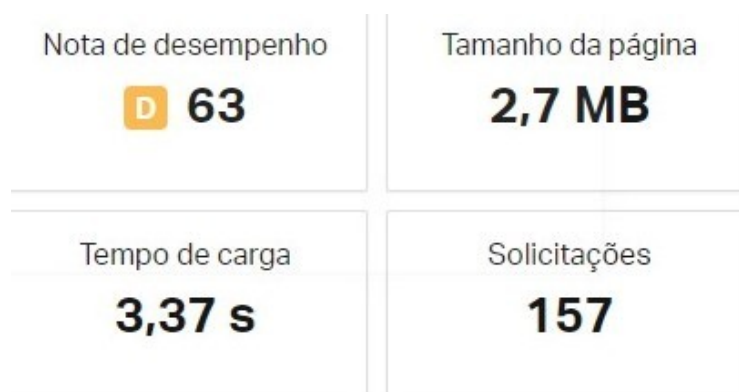 Nota de desempenho
D 63
Tamanho da página
2,7 MB
Tempo de carga
3,37 s
Solicitações
157